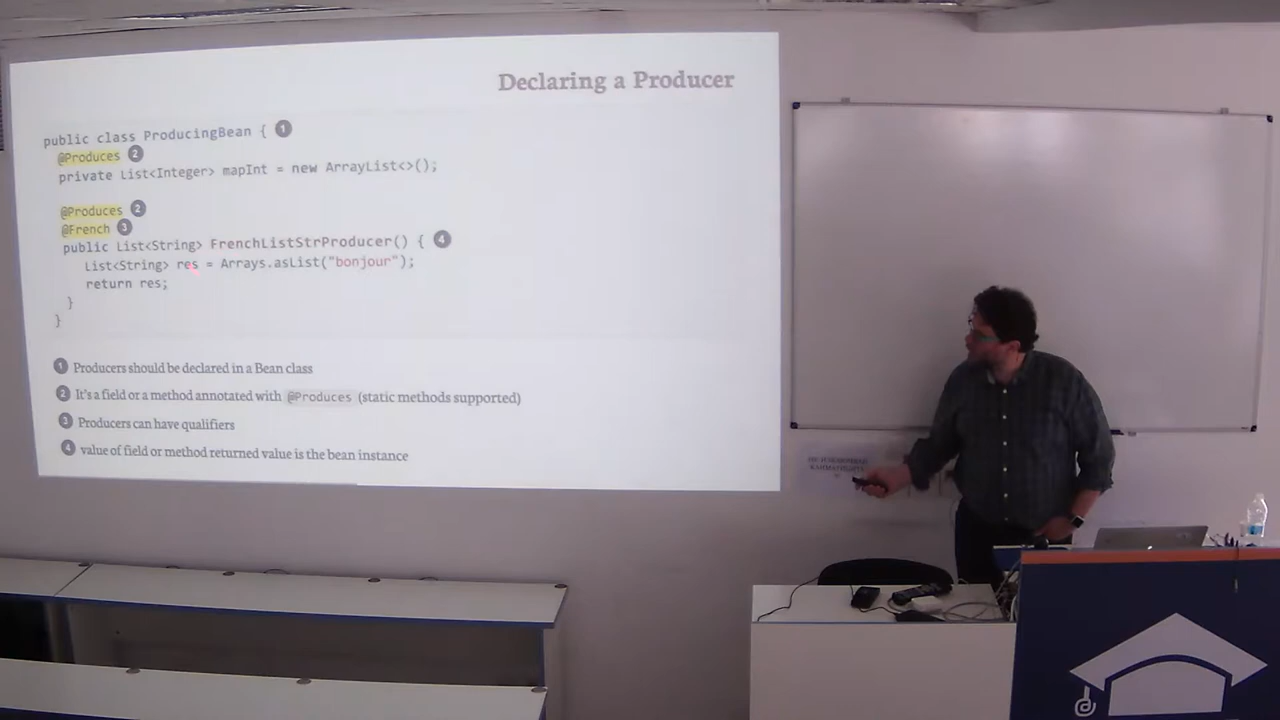 Declaring a Producer
public class ProducingBean { 1
@Produces 2
private List<Integer> mapInt = new ArrayList<>();
@Produces 2
@French 3
public List<String> FrenchListStrProducer() { 4
List<String> res = Arrays.asList("bonjour");
return res;
}
}
1 Producers should be declared in a Bean class
2 It's a field or a method annotated with @Produces (static methods supported)
3 Producers can have qualifiers
4 value of field or method returned value is the bean instance